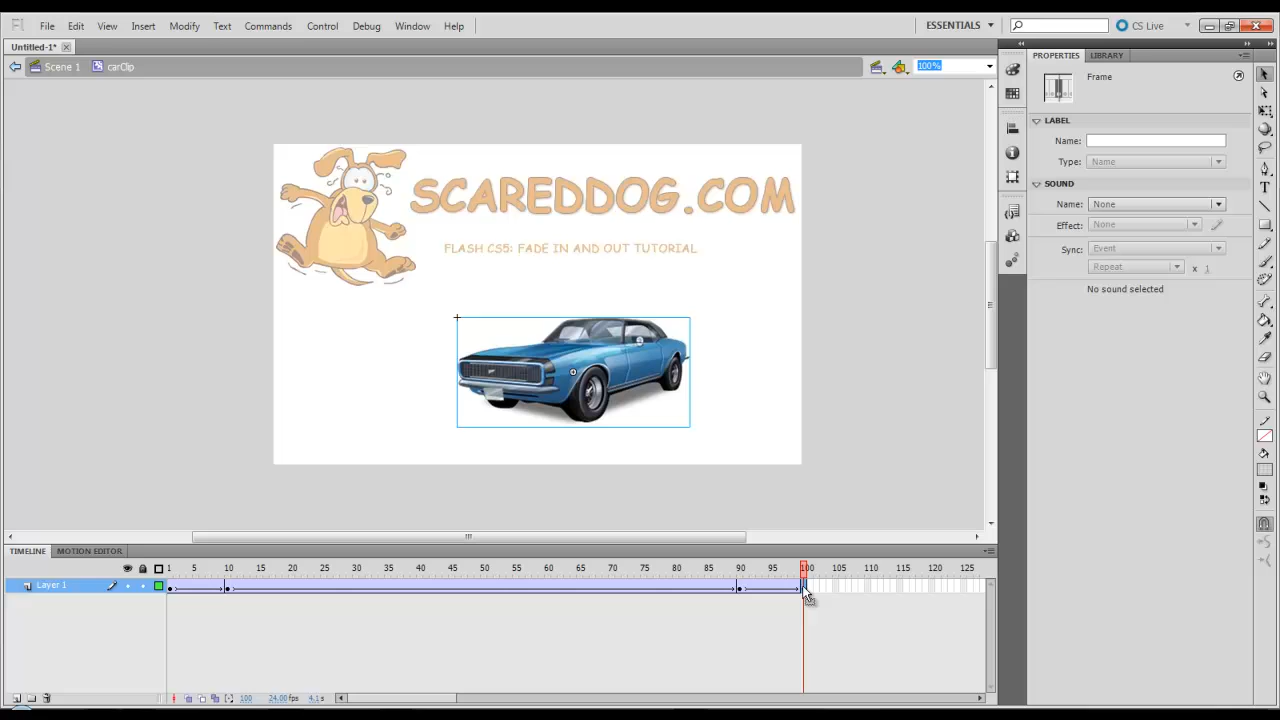 Fl File Edit View Insert Modify Text Commands Control Debug Window Help ESSENTIALS CS Live
Untitled-1*
Scene 1 carClip 100%
SCAREDDOG.COM
FLASH CS5: FADE IN AND OUT TUTORIAL
PROPERTIES LIBRARY
Frame
LABEL
Name:
Type: Name
SOUND
Name: None
Effect: None
Sync: Event
Repeat x 1
No sound selected
TIMELINE MOTION EDITOR
1 5 10 15 20 25 30 35 40 45 50 55 60 65 70 75 80 85 90 95 100 105 110 115 120 125
Layer 1
100 24.00 fps 4.1 s